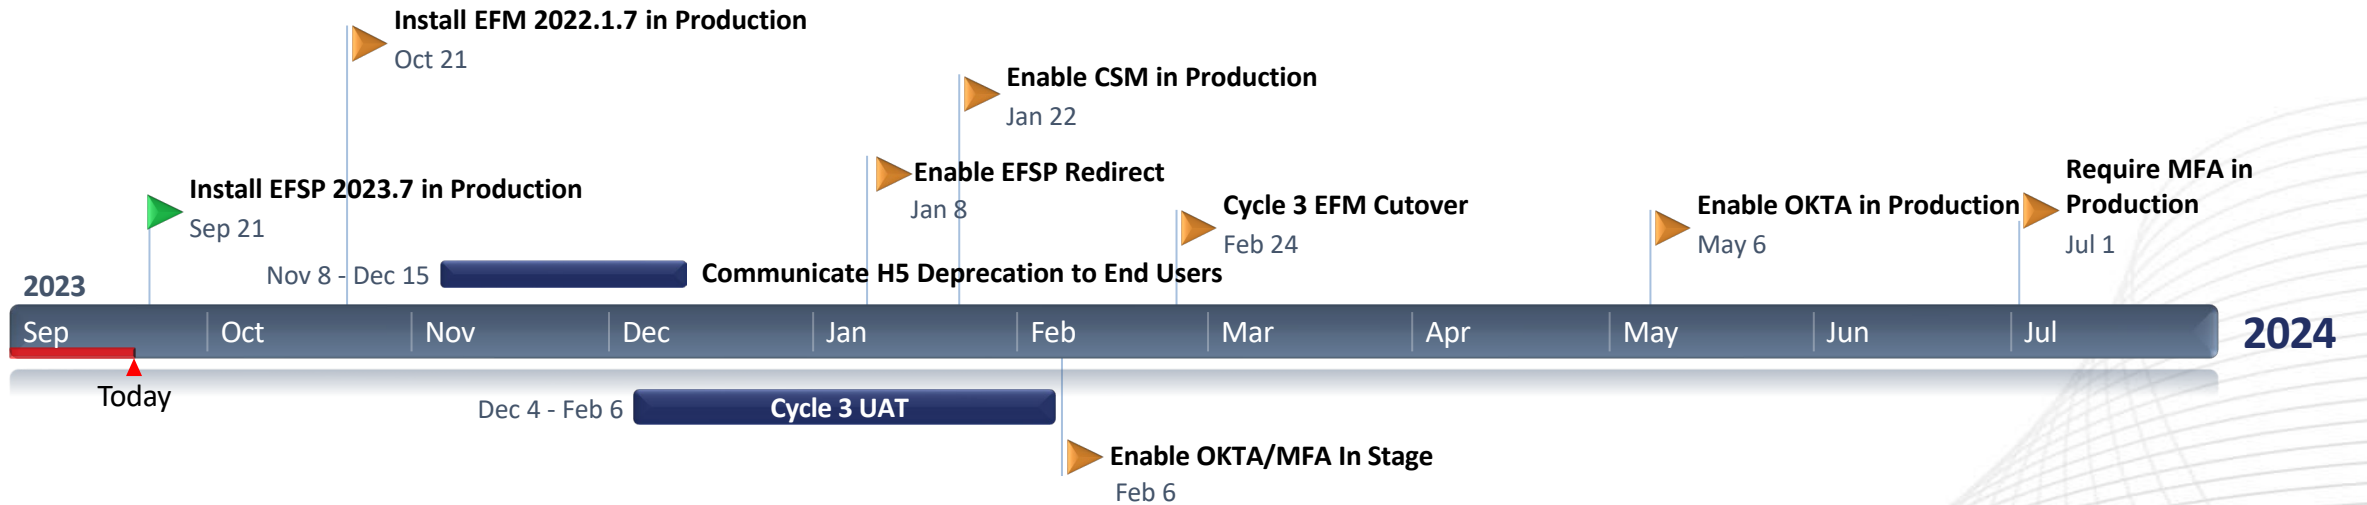 Install EFM 2022.1.7 in Production
Oct 21
Enable CSM in Production
Jan 22
Enable EFSP Redirect
Jan 8
Install EFSP 2023.7 in Production
Sep 21
Cycle 3 EFM Cutover
Feb 24
Enable OKTA in Production
May 6
Require MFA in
Production
Jul 1
Nov 8 - Dec 15
Communicate H5 Deprecation to End Users
2023
Sep Oct Nov Dec Jan Feb Mar Apr May Jun Jul
2024
Today
Dec 4 - Feb 6
Cycle 3 UAT
Enable OKTA/MFA In Stage
Feb 6